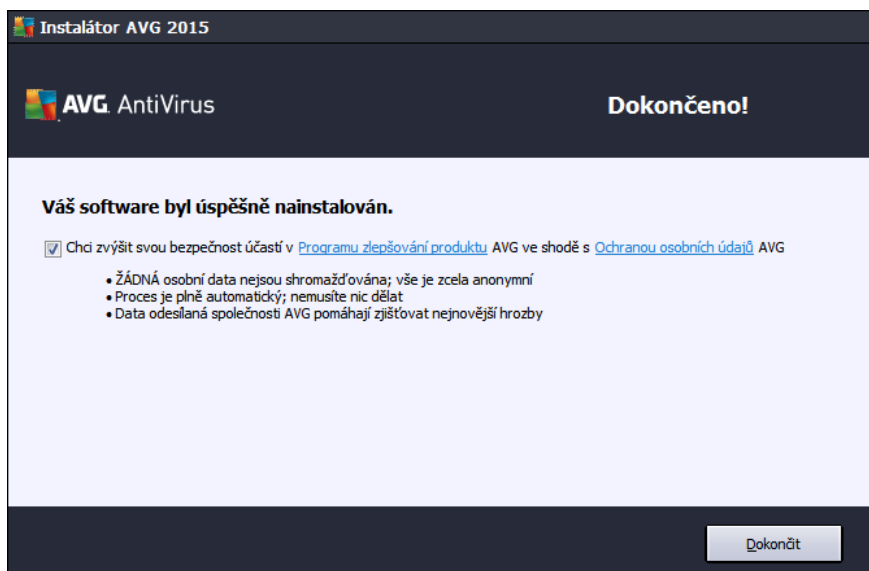 Instalátor AVG 2015
AVG. AntiVirus
Dokončeno!
Váš software byl úspěšně nainstalován.
Chci zvýšit svou bezpečnost účastí v Programu zlepšování produktu AVG ve shodě s Ochranou osobních údajů AVG
• ŽÁDNÁ osobní data nejsou shromažďována; vše je zcela anonymní
• Proces je plně automatický; nemusíte nic dělat
• Data odesílaná společnosti AVG pomáhají zjišťovat nejnovější hrozby
Dokončit